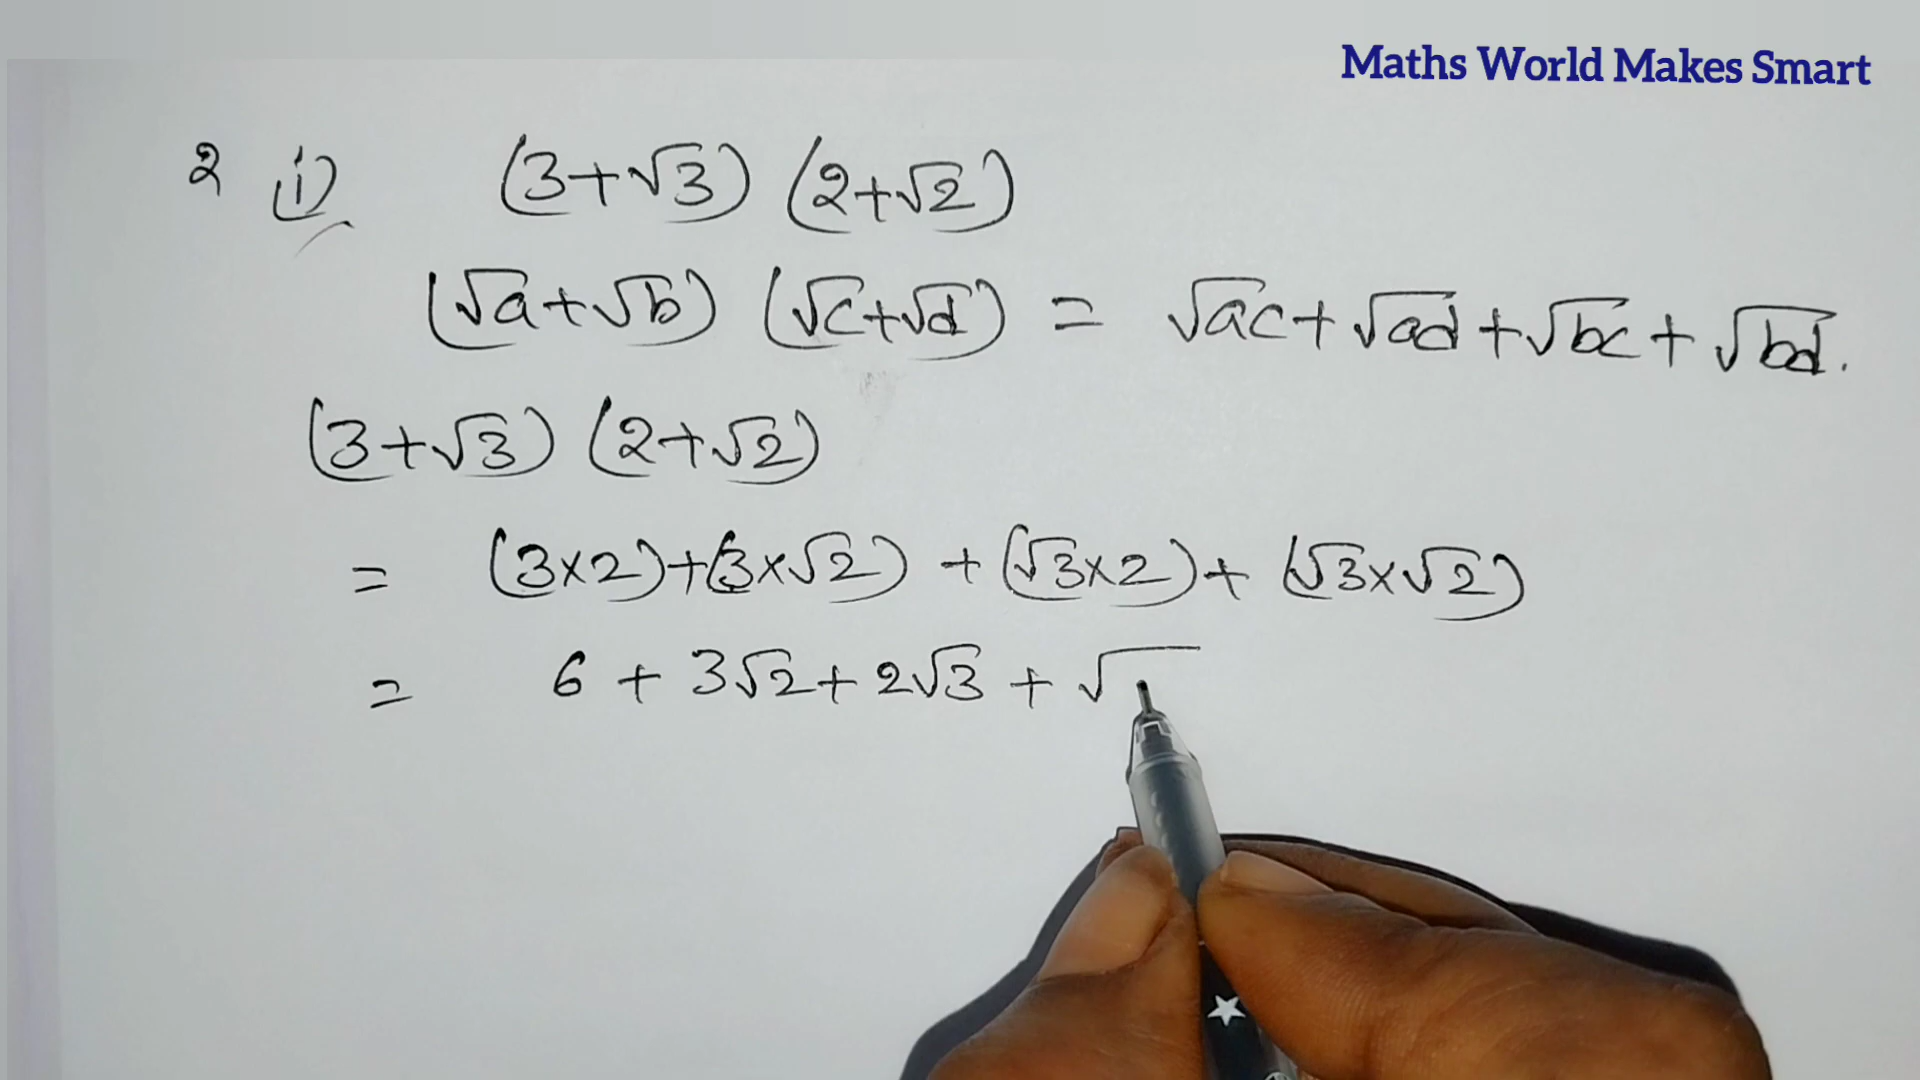 Maths World Makes Smart
2 (i) (3+√3) (2+√2)
(√a+√b) (√c+√d) = √ac+√ad+√bc+√bd.
(3+√3) (2+√2)
= (3×2)+(3×√2) + (√3×2)+ (√3×√2)
= 6 + 3√2+ 2√3 + √